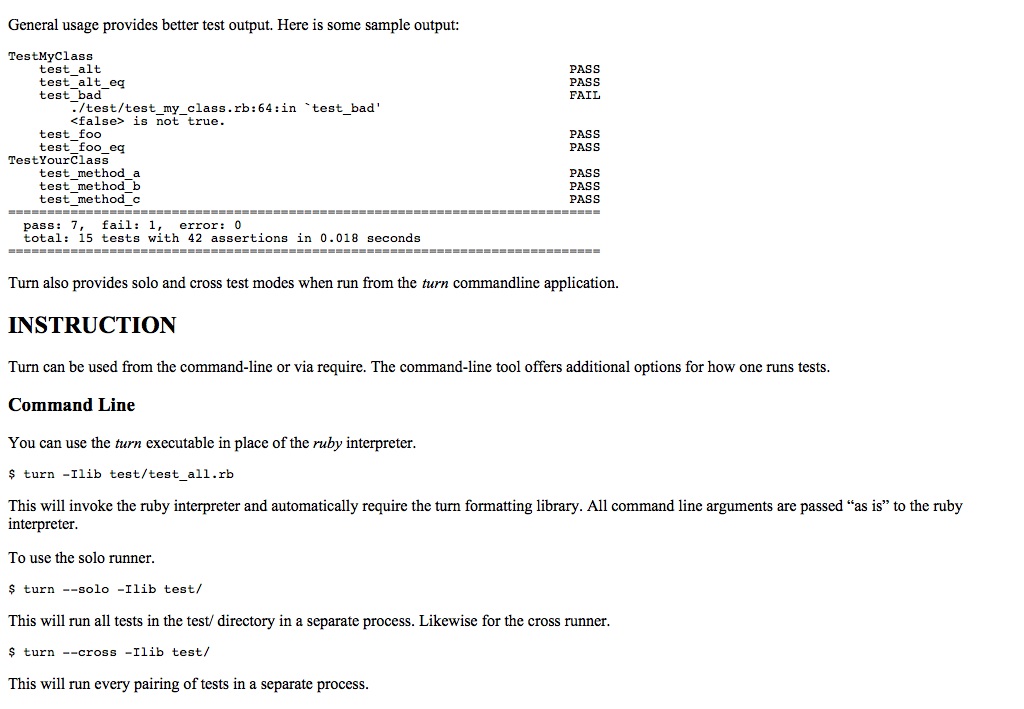 General usage provides better test output. Here is some sample output:
TestMyClass
test_alt PASS
test_alt_eq PASS
test_bad FAIL
./test/test_my_class.rb:64:in `test_bad'
<false> is not true.
test_foo PASS
test_foo_eq PASS
TestYourClass
test_method_a PASS
test_method_b PASS
test_method_c PASS
============================================================================
pass: 7, fail: 1, error: 0
total: 15 tests with 42 assertions in 0.018 seconds
============================================================================
Turn also provides solo and cross test modes when run from the turn commandline application.
INSTRUCTION
Turn can be used from the command-line or via require. The command-line tool offers additional options for how one runs tests.
Command Line
You can use the turn executable in place of the ruby interpreter.
$ turn -Ilib test/test_all.rb
This will invoke the ruby interpreter and automatically require the turn formatting library. All command line arguments are passed “as is” to the ruby
interpreter.
To use the solo runner.
$ turn --solo -Ilib test/
This will run all tests in the test/ directory in a separate process. Likewise for the cross runner.
$ turn --cross -Ilib test/
This will run every pairing of tests in a separate process.